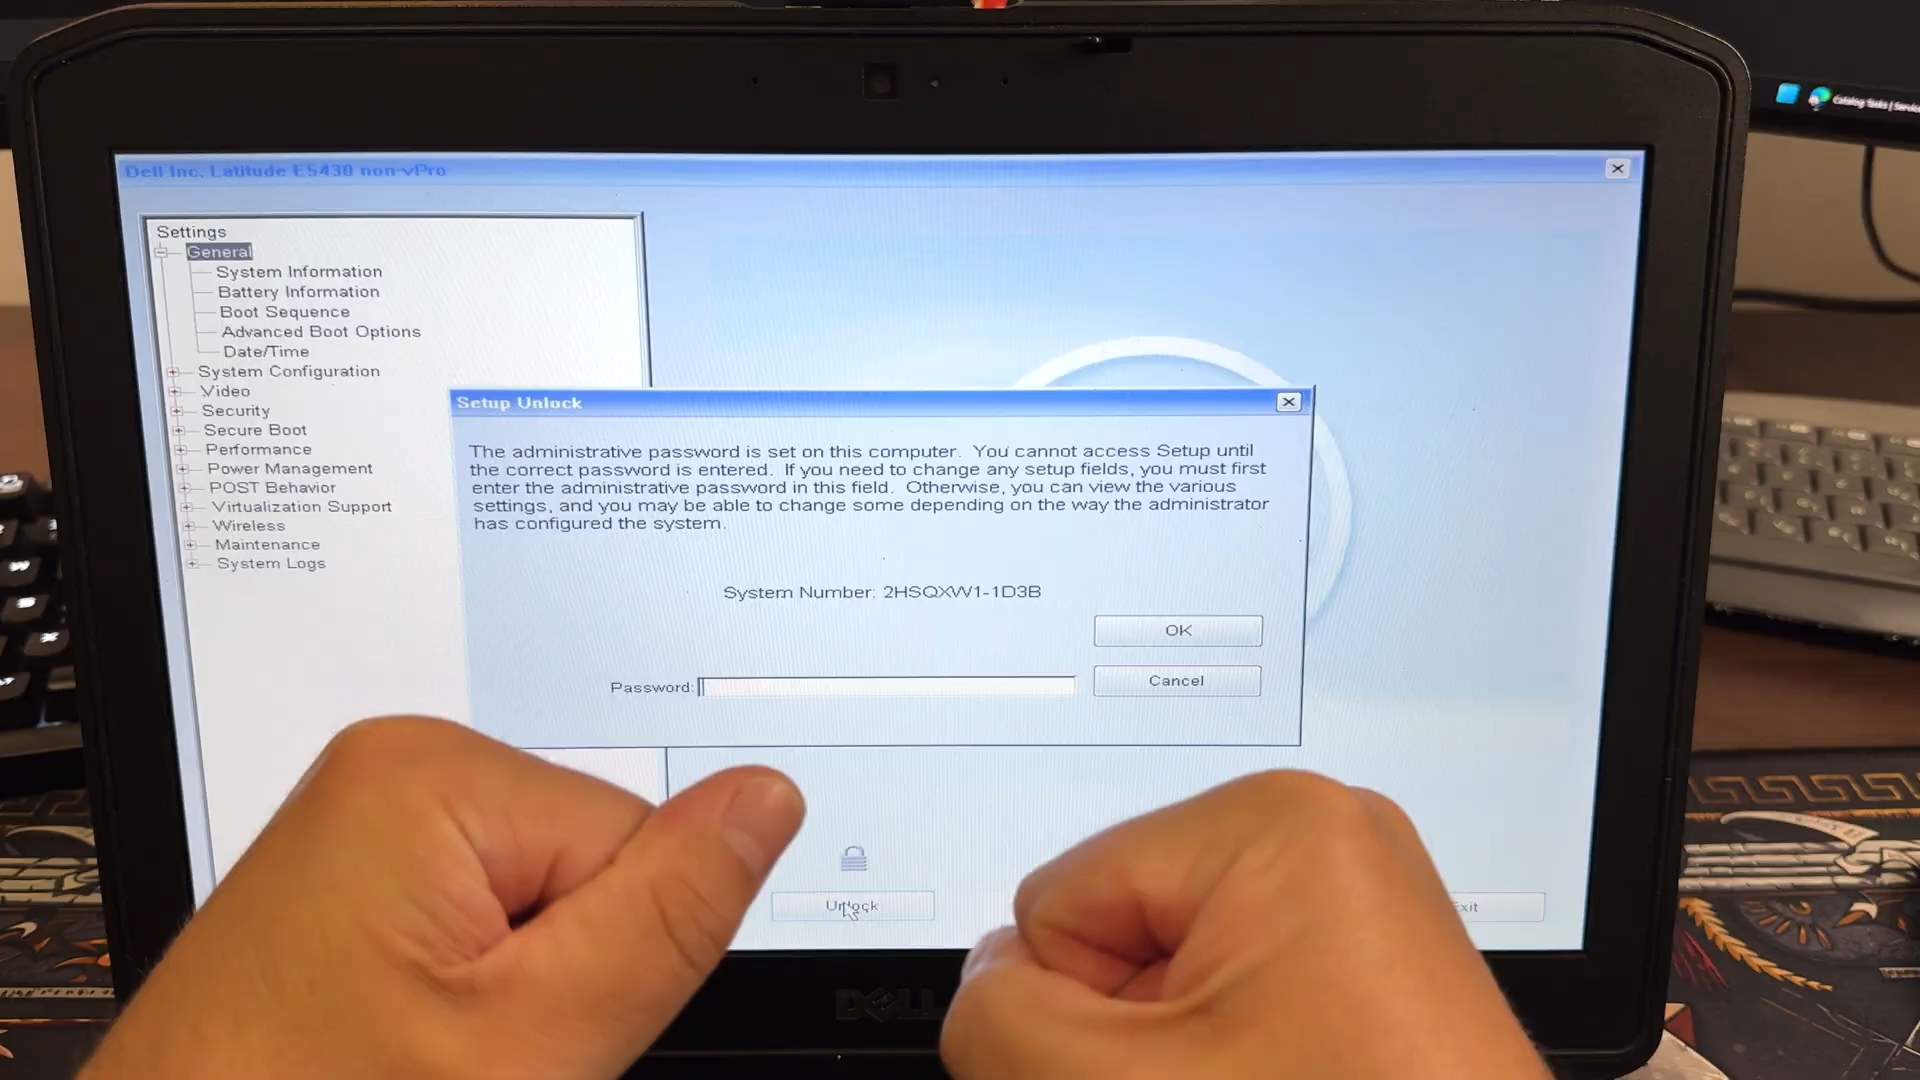 Dell Inc. Latitude E5430 non-vPro
Settings
General
System Information
Battery Information
Boot Sequence
Advanced Boot Options
Date/Time
System Configuration
Video
Security
Secure Boot
Performance
Power Management
POST Behavior
Virtualization Support
Wireless
Maintenance
System Logs
Setup Unlock
The administrative password is set on this computer. You cannot access Setup until
the correct password is entered. If you need to change any setup fields, you must first
enter the administrative password in this field. Otherwise, you can view the various
settings, and you may be able to change some depending on the way the administrator
has configured the system.
System Number: 2HSQXW1-1D3B
OK
Password:
Cancel
Unlock
Exit
DELL